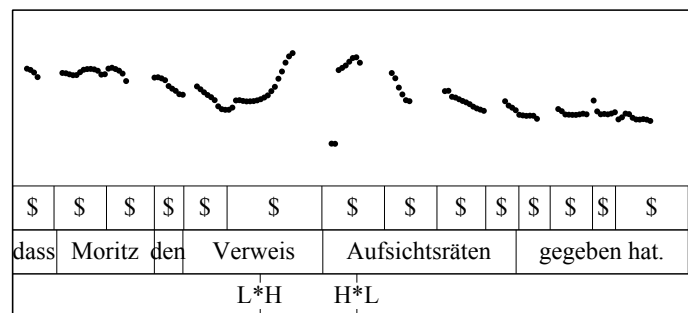 $ $ $ $ $ $ $ $ $ $ $ $ $ $
dass Moritz den Verweis Aufsichtsräten gegeben hat.
L*H H*L